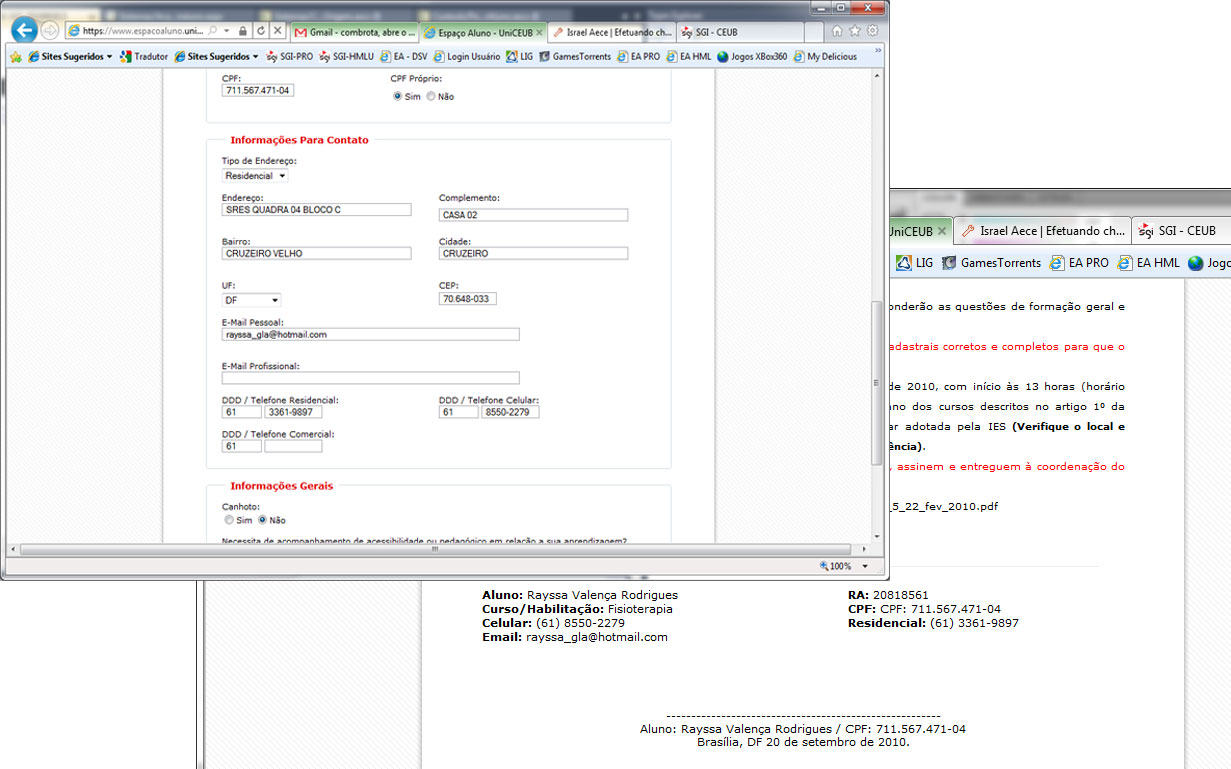 https://www.espacoaluno.uni...
Gmail - combrota, abre o ...
Espaço Aluno - UniCEUB
Israel Aece | Efetuando ch...
SGI - CEUB
Sites Sugeridos
Tradutor
Sites Sugeridos
SGI-PRO
SGI-HMLU
EA - DSV
Login Usuário
LIG
GamesTorrents
EA PRO
EA HML
Jogos XBox360
My Delicious
CPF:
711.567.471-04
CPF Próprio:
Sim Não
Informações Para Contato
Tipo de Endereço:
Residencial
Endereço:
SRES QUADRA 04 BLOCO C
Complemento:
CASA 02
Bairro:
CRUZEIRO VELHO
Cidade:
CRUZEIRO
UF:
DF
CEP:
70.648-033
E-Mail Pessoal:
rayssa_gla@hotmail.com
E-Mail Profissional:
DDD / Telefone Residencial:
61 3361-9897
DDD / Telefone Celular:
61 8550-2279
DDD / Telefone Comercial:
61
Informações Gerais
Canhoto:
Sim Não
Necessita de acompanhamento de acessibilidade ou pedagógico em relação a sua aprendizagem?
100%
UniCEUB
Israel Aece | Efetuando ch...
SGI - CEUB
LIG
GamesTorrents
EA PRO
EA HML
Jogo
onderão as questões de formação geral e
adastrais corretos e completos para que o
de 2010, com início às 13 horas (horário
ano dos cursos descritos no artigo 1º da
ar adotada pela IES (Verifique o local e
ência).
, assinem e entreguem à coordenação do
_5_22_fev_2010.pdf
Aluno: Rayssa Valença Rodrigues
RA: 20818561
Curso/Habilitação: Fisioterapia
CPF: CPF: 711.567.471-04
Celular: (61) 8550-2279
Residencial: (61) 3361-9897
Email: rayssa_gla@hotmail.com
-------------------------------------------------------
Aluno: Rayssa Valença Rodrigues / CPF: 711.567.471-04
Brasília, DF 20 de setembro de 2010.